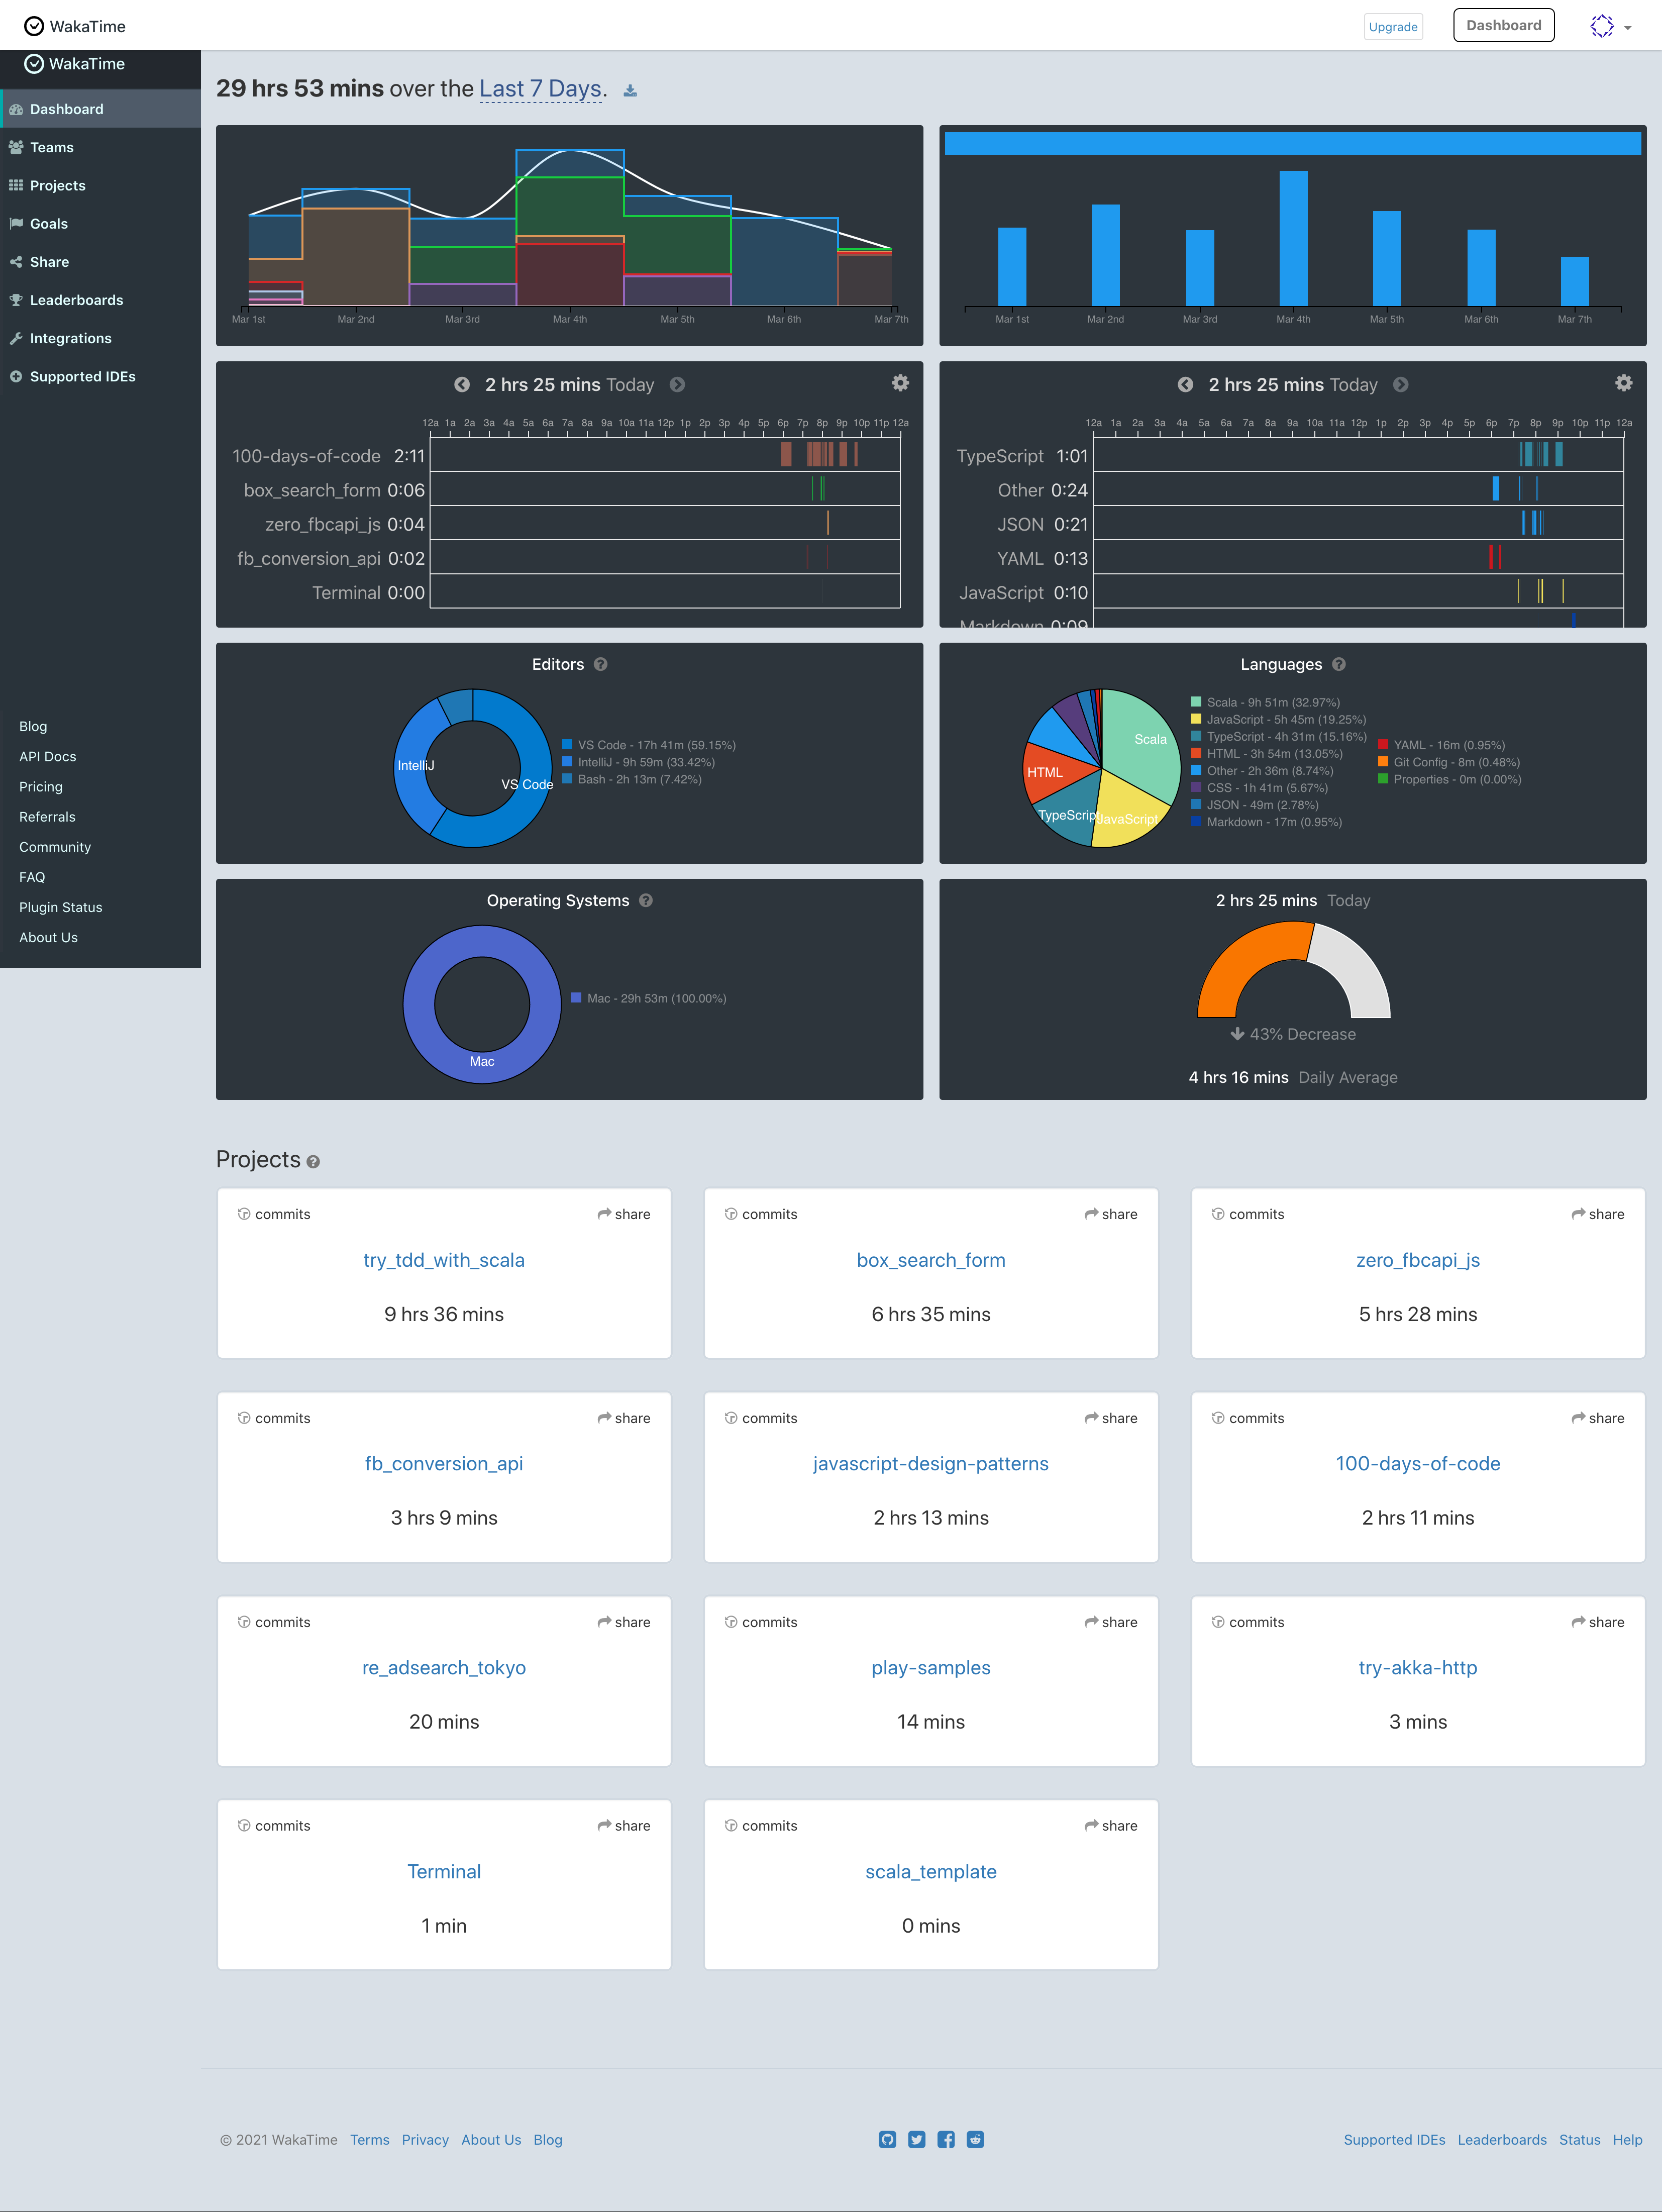 WakaTime
Upgrade
Dashboard
WakaTime
Dashboard
Teams
Projects
Goals
Share
Leaderboards
Integrations
Supported IDEs
Blog
API Docs
Pricing
Referrals
Community
FAQ
Plugin Status
About Us
29 hrs 53 mins over the Last 7 Days.
Mar 1st Mar 2nd Mar 3rd Mar 4th Mar 5th Mar 6th Mar 7th
Mar 1st Mar 2nd Mar 3rd Mar 4th Mar 5th Mar 6th Mar 7th
2 hrs 25 mins Today
12a 1a 2a 3a 4a 5a 6a 7a 8a 9a 10a 11a 12p 1p 2p 3p 4p 5p 6p 7p 8p 9p 10p 11p 12a
100-days-of-code 2:11
box_search_form 0:06
zero_fbcapi_js 0:04
fb_conversion_api 0:02
Terminal 0:00
2 hrs 25 mins Today
12a 1a 2a 3a 4a 5a 6a 7a 8a 9a 10a 11a 12p 1p 2p 3p 4p 5p 6p 7p 8p 9p 10p 11p 12a
TypeScript 1:01
Other 0:24
JSON 0:21
YAML 0:13
JavaScript 0:10
Markdown 0:09
Editors
IntelliJ
VS Code
VS Code - 17h 41m (59.15%)
IntelliJ - 9h 59m (33.42%)
Bash - 2h 13m (7.42%)
Languages
Scala
HTML
TypeScrip
JavaScript
Scala - 9h 51m (32.97%)
JavaScript - 5h 45m (19.25%)
TypeScript - 4h 31m (15.16%)
HTML - 3h 54m (13.05%)
Other - 2h 36m (8.74%)
CSS - 1h 41m (5.67%)
JSON - 49m (2.78%)
Markdown - 17m (0.95%)
YAML - 16m (0.95%)
Git Config - 8m (0.48%)
Properties - 0m (0.00%)
Operating Systems
Mac
Mac - 29h 53m (100.00%)
2 hrs 25 mins Today
43% Decrease
4 hrs 16 mins Daily Average
Projects
commits share
try_tdd_with_scala
9 hrs 36 mins
commits share
box_search_form
6 hrs 35 mins
commits share
zero_fbcapi_js
5 hrs 28 mins
commits share
fb_conversion_api
3 hrs 9 mins
commits share
javascript-design-patterns
2 hrs 13 mins
commits share
100-days-of-code
2 hrs 11 mins
commits share
re_adsearch_tokyo
20 mins
commits share
play-samples
14 mins
commits share
try-akka-http
3 mins
commits share
Terminal
1 min
commits share
scala_template
0 mins
© 2021 WakaTime Terms Privacy About Us Blog
Supported IDEs Leaderboards Status Help